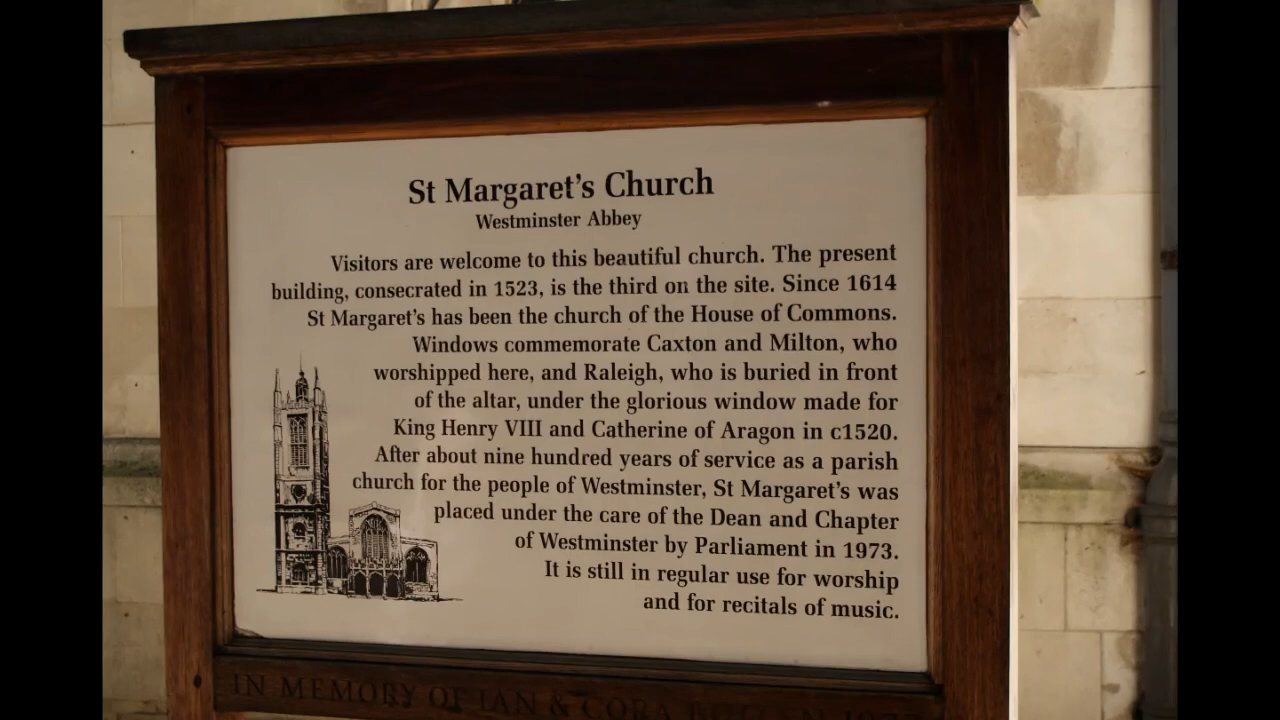 St Margaret's Church
Westminster Abbey
Visitors are welcome to this beautiful church. The present
building, consecrated in 1523, is the third on the site. Since 1614
St Margaret's has been the church of the House of Commons.
Windows commemorate Caxton and Milton, who
worshipped here, and Raleigh, who is buried in front
of the altar, under the glorious window made for
King Henry VIII and Catherine of Aragon in c1520.
After about nine hundred years of service as a parish
church for the people of Westminster, St Margaret's was
placed under the care of the Dean and Chapter
of Westminster by Parliament in 1973.
It is still in regular use for worship
and for recitals of music.
IN MEMORY OF IAN & CORA